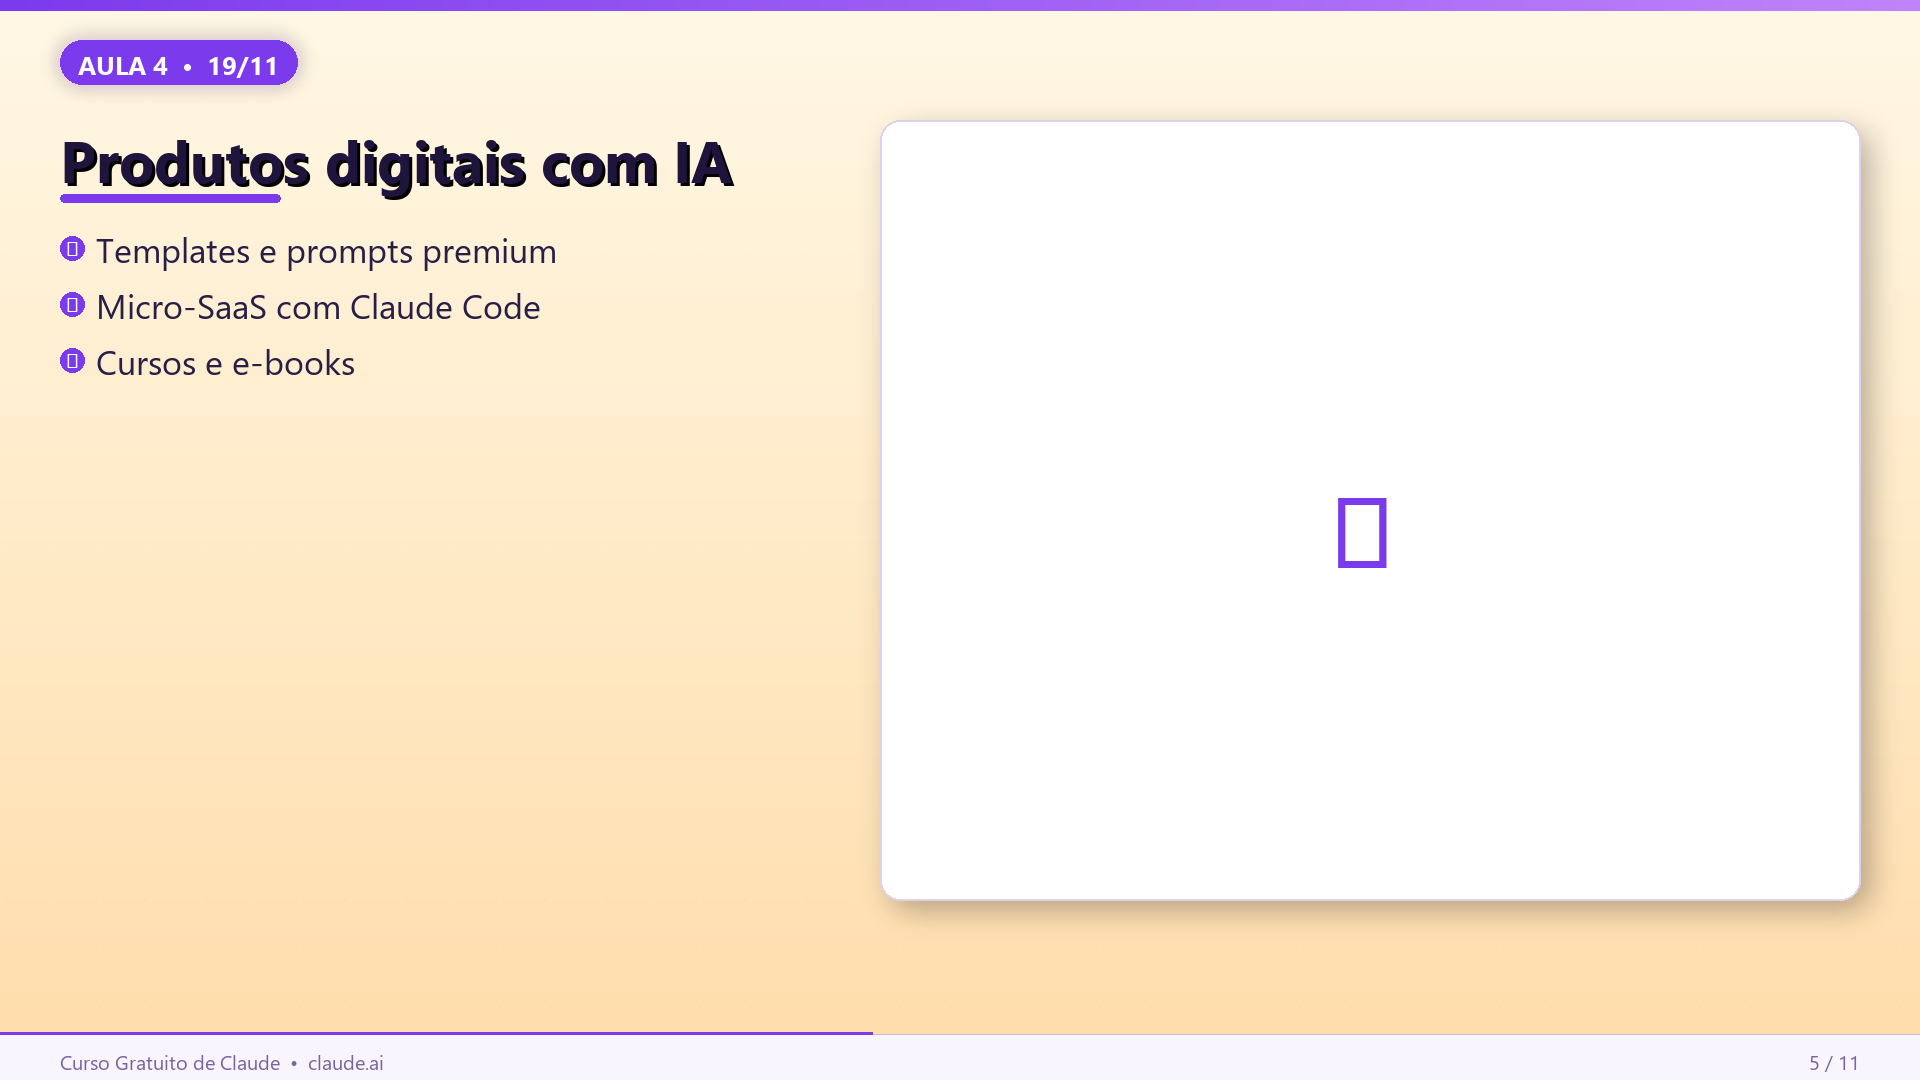 AULA 4 • 19/11
Produtos digitais com IA
Templates e prompts premium
Micro-SaaS com Claude Code
Cursos e e-books
Curso Gratuito de Claude • claude.ai
5 / 11